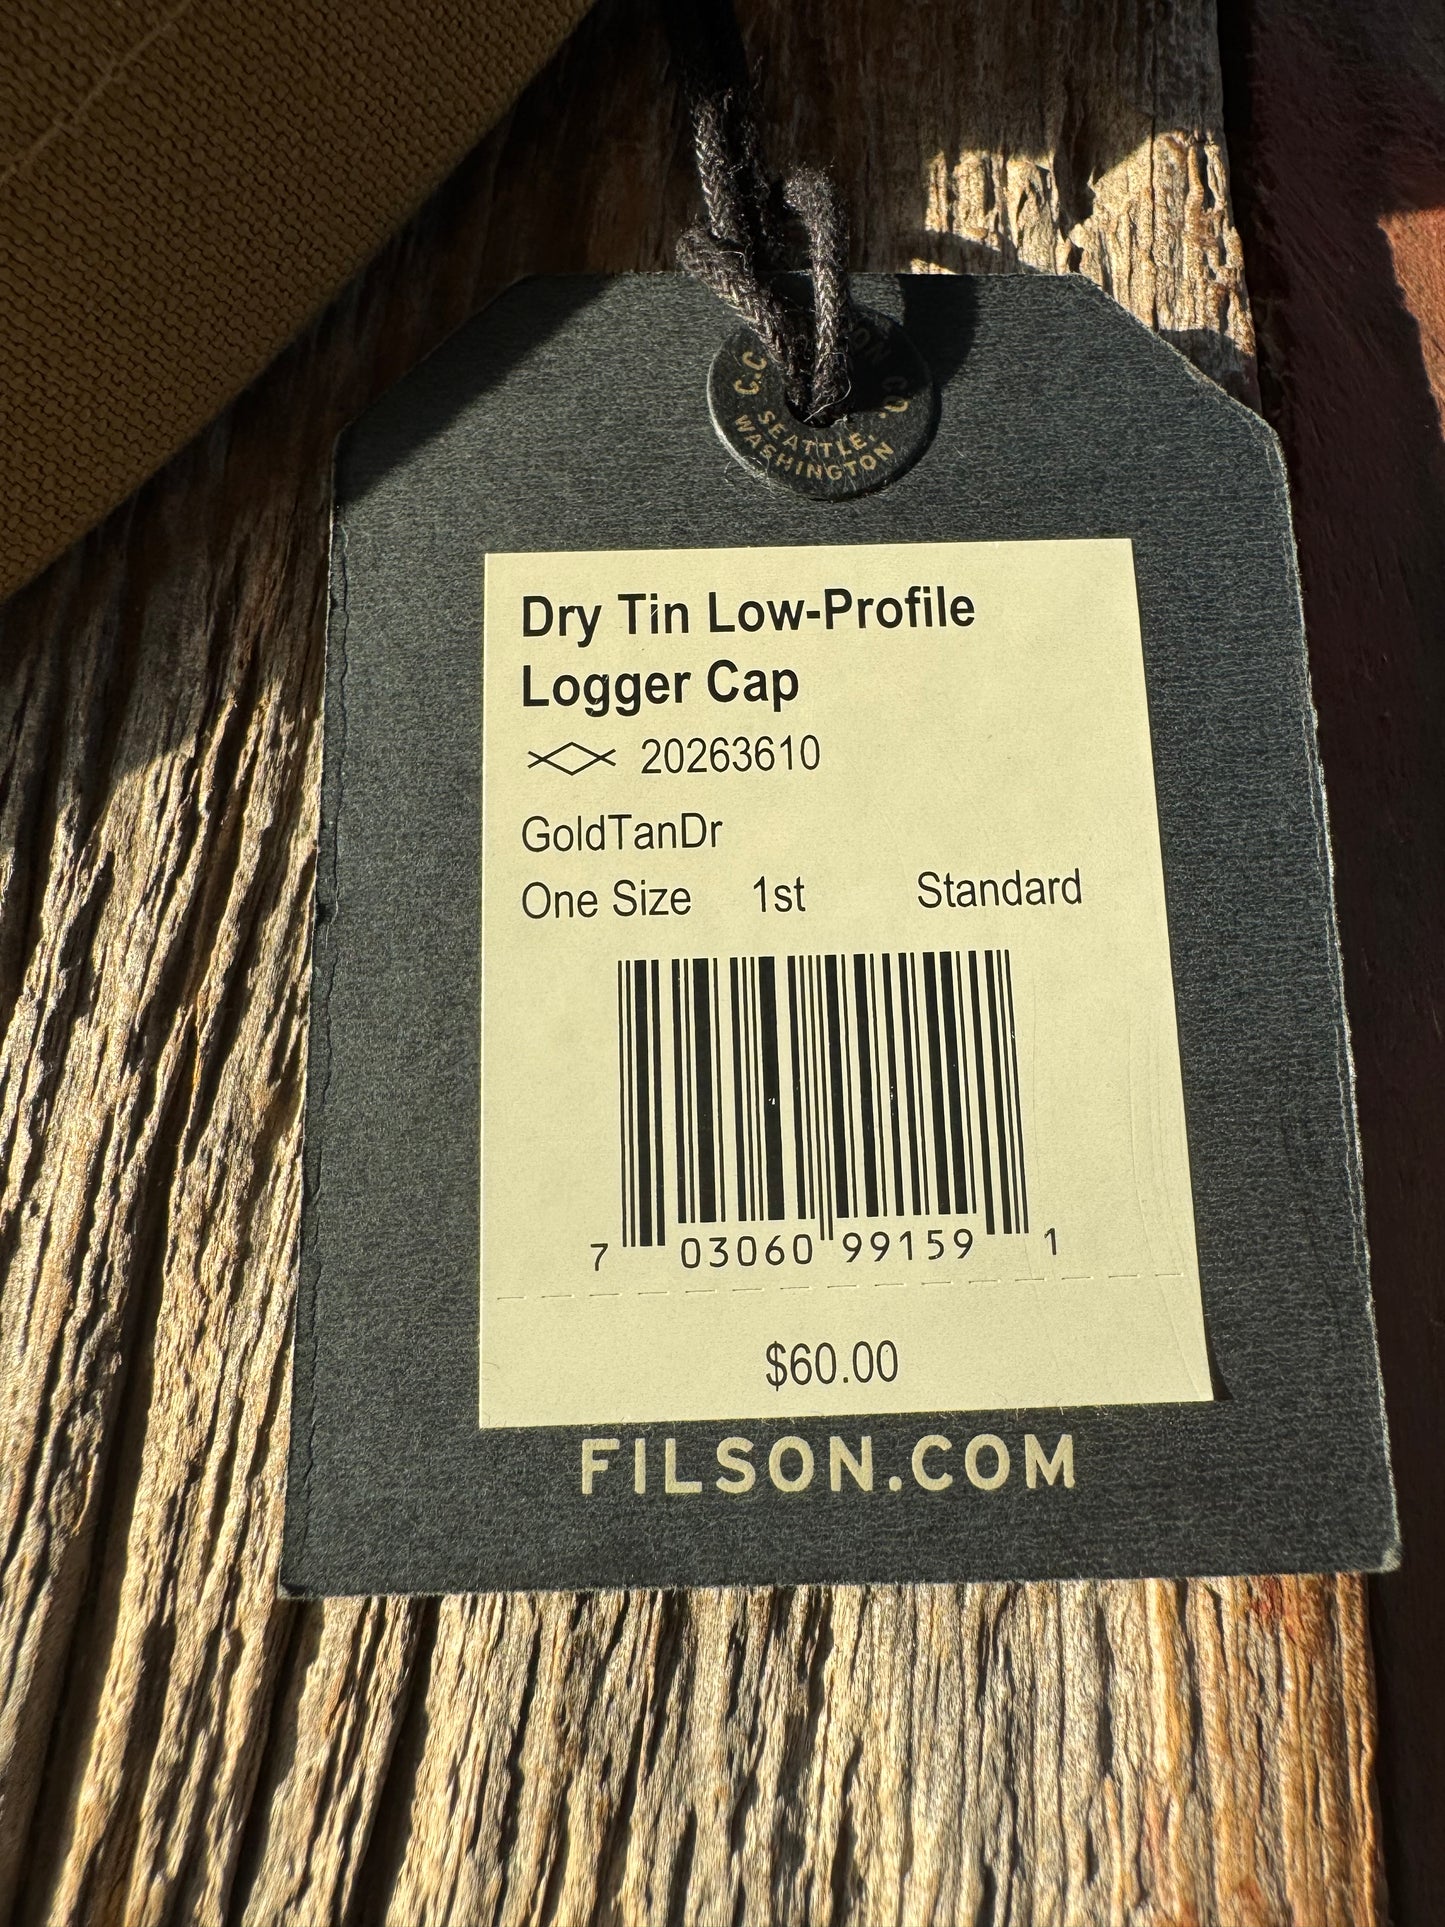 C.C. FILSON CO.
SEATTLE,
WASHINGTON
Dry Tin Low-Profile
Logger Cap
20263610
GoldTanDr
One Size 1st Standard
7 03060 99159 1
$60.00
FILSON.COM